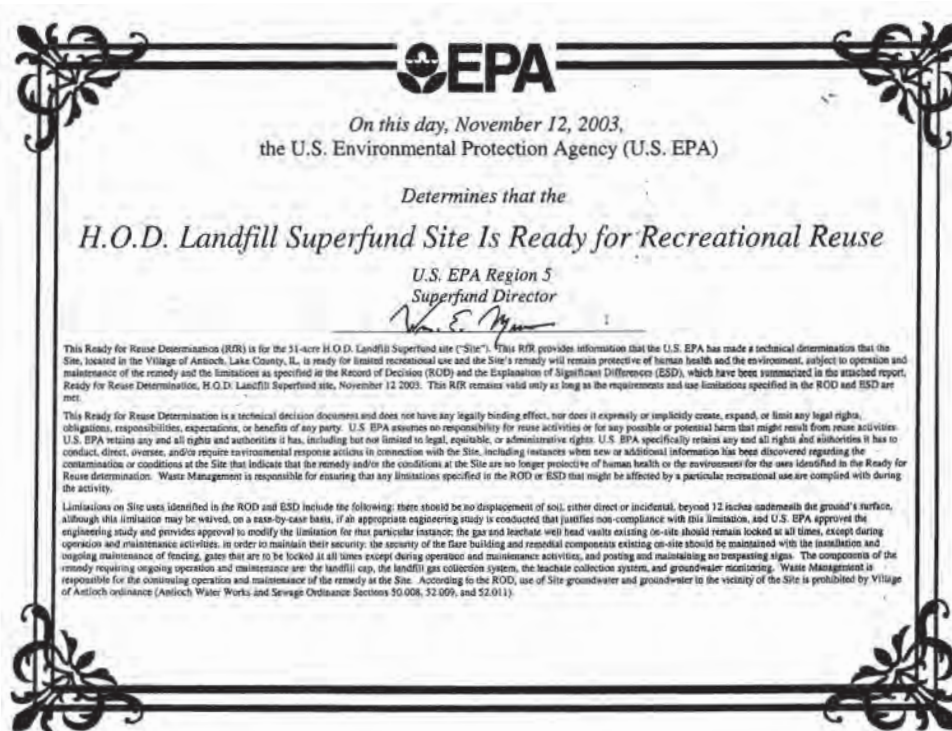 EPA
On this day, November 12, 2003,
the U.S. Environmental Protection Agency (U.S. EPA)
Determines that the
H.O.D. Landfill Superfund Site Is Ready for Recreational Reuse
U.S. EPA Region 5
Superfund Director
This Ready for Reuse Determination (RfR) is for the 51-acre H.O.D. Landfill Superfund site ("Site"). This RfR provides information that the U.S. EPA has made a technical determination that the
Site, located in the Village of Antioch, Lake County, IL, is ready for limited recreational use and the Site's remedy will remain protective of human health and the environment, subject to operation and
maintenance of the remedy and the limitations as specified in the Record of Decision (ROD) and the Explanation of Significant Differences (ESD), which have been summarized in the attached report,
Ready for Reuse Determination, H.O.D. Landfill Superfund site, November 12 2003. This RfR remains valid only as long as the requirements and use limitations specified in the ROD and ESD are
met.
This Ready for Reuse Determination is a technical decision document and does not have any legally binding effect, nor does it expressly or implicitly create, expand, or limit any legal rights,
obligations, responsibilities, expectations, or benefits of any party. U.S. EPA assumes no responsibility for reuse activities or for any possible or potential harm that might result from reuse activities.
U.S. EPA retains any and all rights and authorities it has, including but not limited to legal, equitable, or administrative rights. U.S. EPA specifically retains any and all rights and authorities it has to
conduct, direct, oversee, and/or require environmental response actions in connection with the Site, including instances when new or additional information has been discovered regarding the
contamination or conditions at the Site that indicate that the remedy and/or the conditions at the Site are no longer protective of human health or the environment for the uses identified in the Ready for
Reuse determination. Waste Management is responsible for ensuring that any limitations specified in the ROD or ESD that might be affected by a particular recreational use are complied with during
the activity.
Limitations on Site uses identified in the ROD and ESD include the following: there should be no displacement of soil, either direct or incidental, beyond 12 inches underneath the ground's surface,
although this limitation may be waived, on a case-by-case basis, if an appropriate engineering study is conducted that justifies non-compliance with this limitation, and U.S. EPA approves the
engineering study and provides approval to modify the limitation for that particular instance; the gas and leachate well head vaults existing on-site should remain locked at all times, except during
operation and maintenance activities, in order to maintain their security; the security of the flare building and remedial components existing on-site should be maintained with the installation and
ongoing maintenance of fencing, gates that are to be locked at all times except during operation and maintenance activities, and posting and maintaining no trespassing signs. The components of the
remedy requiring ongoing operation and maintenance are: the landfill cap, the landfill gas collection system, the leachate collection system, and groundwater monitoring. Waste Management is
responsible for the continuing operation and maintenance of the remedy at the Site. According to the ROD, use of Site groundwater and groundwater in the vicinity of the Site is prohibited by Village
of Antioch ordinance (Antioch Water Works and Sewage Ordinance Sections 50.008, 52.009, and 52.011).